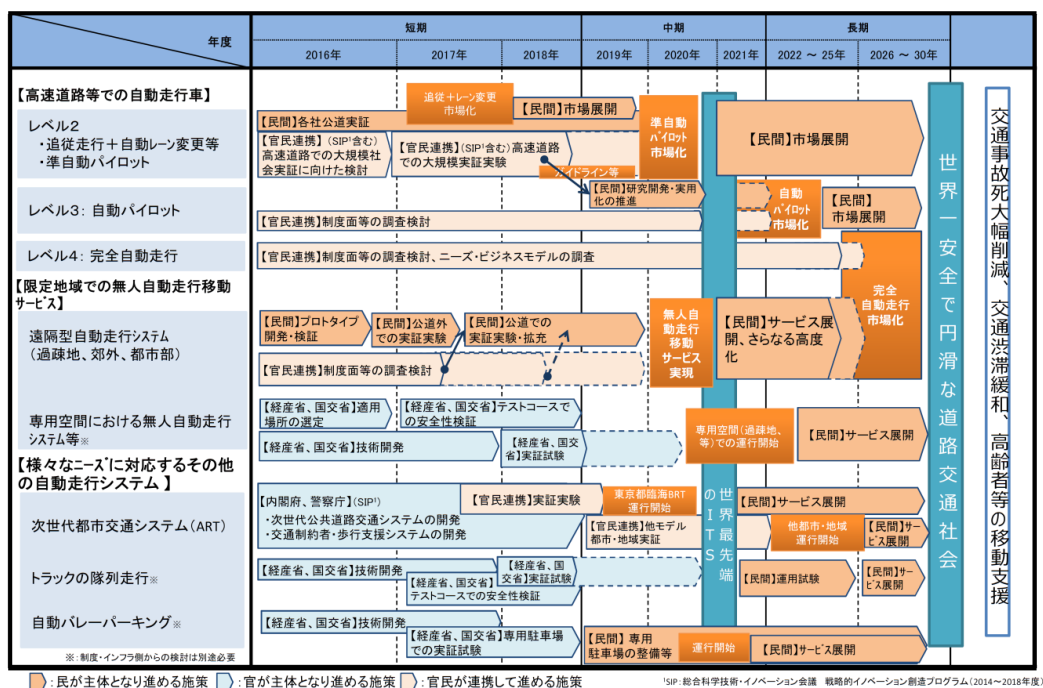 年度
短期
中期
長期
2016年
2017年
2018年
2019年
2020年
2021年
2022 ～ 25年
2026 ～ 30年
【高速道路等での自動走行車】
レベル2
・追従走行＋自動レーン変更等
・準自動パイロット
追従＋レーン変更
市場化
【民間】市場展開
【民間】各社公道実証
【官民連携】 (SIP¹含む)
高速道路での大規模社
会実証に向けた検討
【官民連携】(SIP¹含む)高速道路
での大規模実証実験
ガイドライン等
準自動
パイロット
市場化
【民間】市場展開
レベル3：自動パイロット
【民間】研究開発・実用
化の推進
【官民連携】制度面等の調査検討
自動
パイロット
市場化
【民間】
市場展開
レベル4：完全自動走行
【官民連携】制度面等の調査検討、ニーズ・ビジネスモデルの調査
完全
自動走行
市場化
【限定地域での無人自動走行移動
サービス】
遠隔型自動走行システム
(過疎地、郊外、都市部)
【民間】プロトタイプ
開発・検証
【民間】公道外
での実証実験
【民間】公道での
実証実験・拡充
【官民連携】制度面等の調査検討
無人自
動走行
移動
サービス
実現
【民間】サービス展
開、さらなる高度
化
専用空間における無人自動走行
システム等※
【経産省、国交省】適用
場所の選定
【経産省、国交省】テストコースで
の安全性検証
【経産省、国交省】技術開発
【経産省、国交
省】実証試験
専用空間(過疎地、
等)での運行開始
【民間】サービス展開
【様々なニーズに対応するその他
の自動走行システム 】
次世代都市交通システム(ART)
【内閣府、警察庁】(SIP¹)
・次世代公共道路交通システムの開発
・交通制約者・歩行支援システムの開発
【官民連携】実証実験
東京都臨海BRT
運行開始
【官民連携】他モデル
都市・地域実証
【民間】サービス展開
他都市・地域
運行開始
【民間】サー
ビス展開
トラックの隊列走行※
【経産省、国交省】技術開発
【経産省、国交省】
テストコースでの安全性検証
【経産省、国
交省】実証試験
【民間】運用試験
【民間】サー
ビス展開
自動バレーパーキング※
【経産省、国交省】技術開発
【経産省、国交省】専用駐車場
での実証試験
【民間】 専用
駐車場の整備等
運行開始
【民間】サービス展開
世界最先端
のITS
世界一安全で円滑な道路交通社会
交通事故死大幅削減、交通渋滞緩和、高齢者等の移動支援
※：制度・インフラ側からの検討は別途必要
：民が主体となり進める施策
：官が主体となり進める施策
：官民が連携して進める施策
¹SIP：総合科学技術・イノベーション会議　戦略的イノベーション創造プログラム(2014～2018年度)